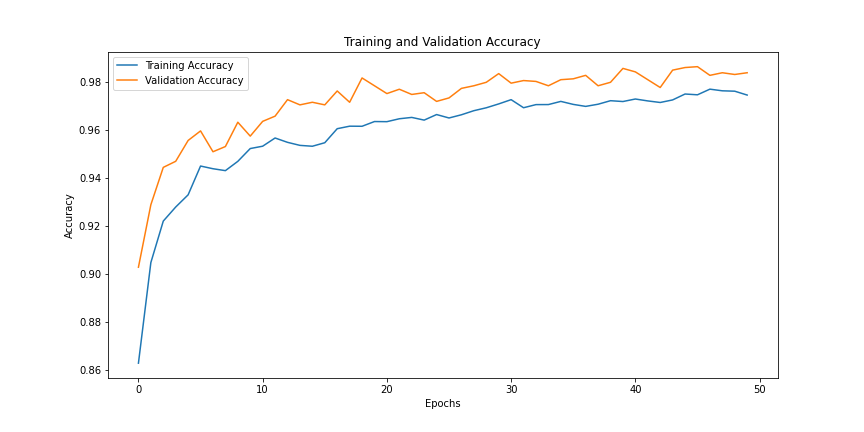 Training and Validation Accuracy
Training Accuracy
Validation Accuracy
0.98
0.96
0.94
0.92
0.90
0.88
0.86
Accuracy
0 10 20 30 40 50
Epochs